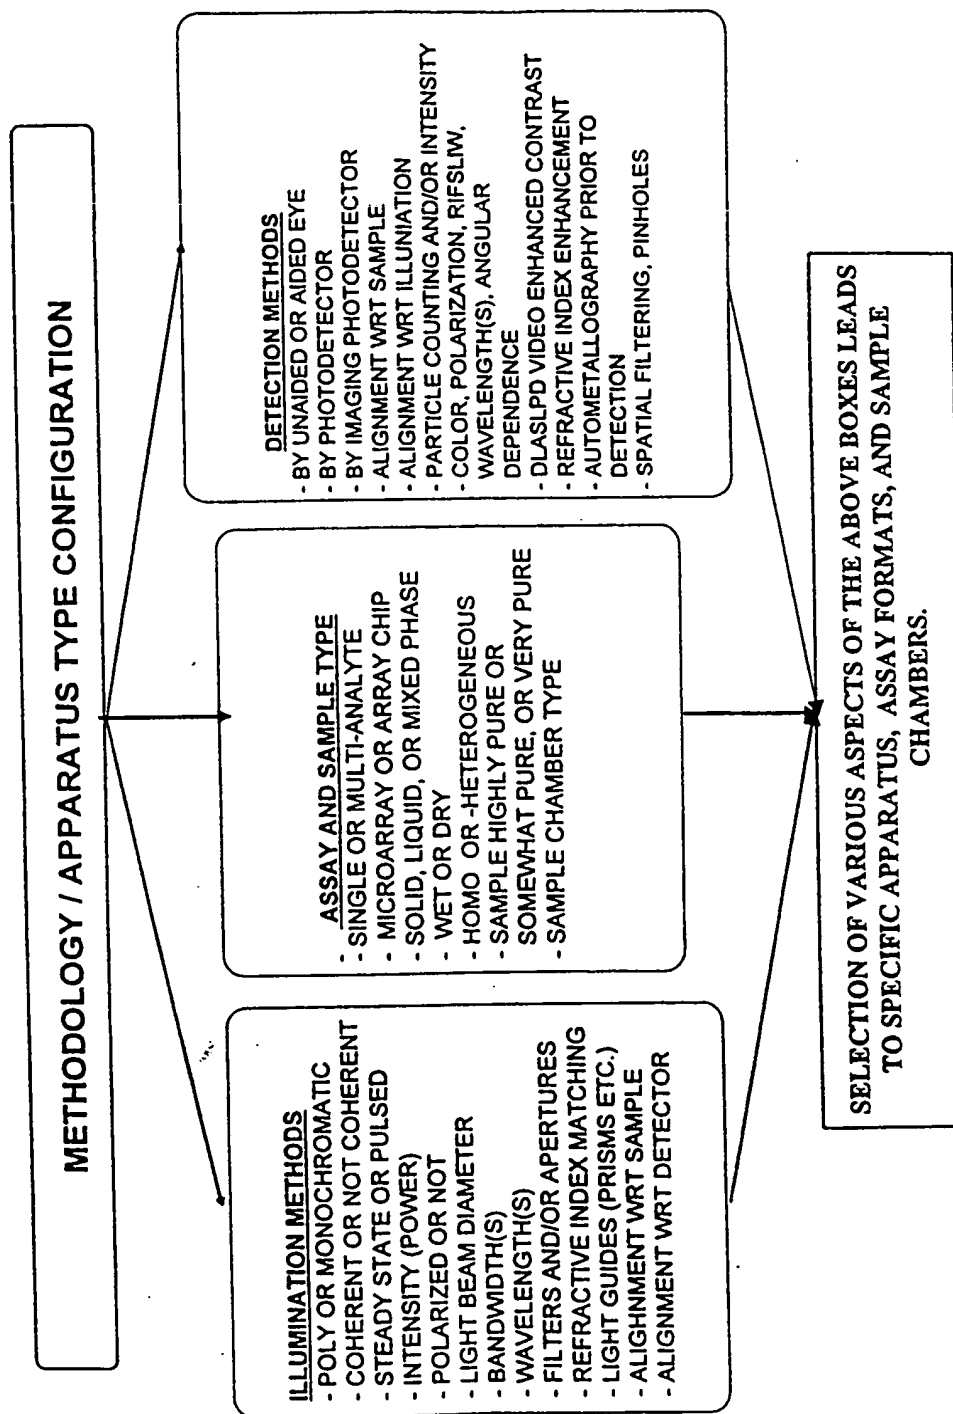 METHODOLOGY / APPARATUS TYPE CONFIGURATION
ILLUMINATION METHODS
- POLY OR MONOCHROMATIC
- COHERENT OR NOT COHERENT
- STEADY STATE OR PULSED
- INTENSITY (POWER)
- POLARIZED OR NOT
- LIGHT BEAM DIAMETER
- BANDWIDTH(S)
- WAVELENGTH(S)
- FILTERS AND/OR APERTURES
- REFRACTIVE INDEX MATCHING
- LIGHT GUIDES (PRISMS ETC.)
- ALIGHNMENT WRT SAMPLE
- ALIGNMENT WRT DETECTOR
ASSAY AND SAMPLE TYPE
- SINGLE OR MULTI-ANALYTE
- MICROARRAY OR ARRAY CHIP
- SOLID, LIQUID, OR MIXED PHASE
- WET OR DRY
- HOMO OR -HETEROGENEOUS
- SAMPLE HIGHLY PURE OR
SOMEWHAT PURE, OR VERY PURE
- SAMPLE CHAMBER TYPE
DETECTION METHODS
- BY UNAIDED OR AIDED EYE
- BY PHOTODETECTOR
- BY IMAGING PHOTODETECTOR
- ALIGNMENT WRT SAMPLE
- ALIGNMENT WRT ILLUNIATION
- PARTICLE COUNTING AND/OR INTENSITY
- COLOR, POLARIZATION, RIFSLIW,
WAVELENGTH(S), ANGULAR
DEPENDENCE
- DLASLPD VIDEO ENHANCED CONTRAST
- REFRACTIVE INDEX ENHANCEMENT
- AUTOMETALLOGRAPHY PRIOR TO
DETECTION
- SPATIAL FILTERING, PINHOLES
SELECTION OF VARIOUS ASPECTS OF THE ABOVE BOXES LEADS
TO SPECIFIC APPARATUS, ASSAY FORMATS, AND SAMPLE
CHAMBERS.